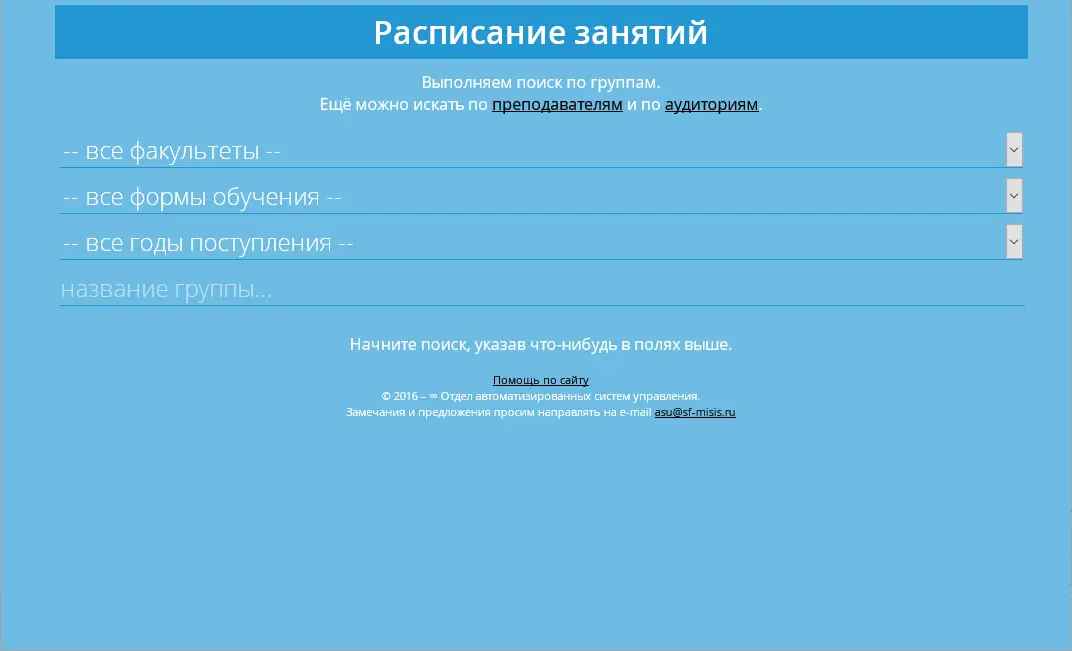 Расписание занятий
Выполняем поиск по группам.
Ещё можно искать по преподавателям и по аудиториям.
-- все факультеты --
-- все формы обучения --
-- все годы поступления --
название группы...
Начните поиск, указав что-нибудь в полях выше.
Помощь по сайту
© 2016 – ∞ Отдел автоматизированных систем управления.
Замечания и предложения просим направлять на e-mail asu@sf-misis.ru